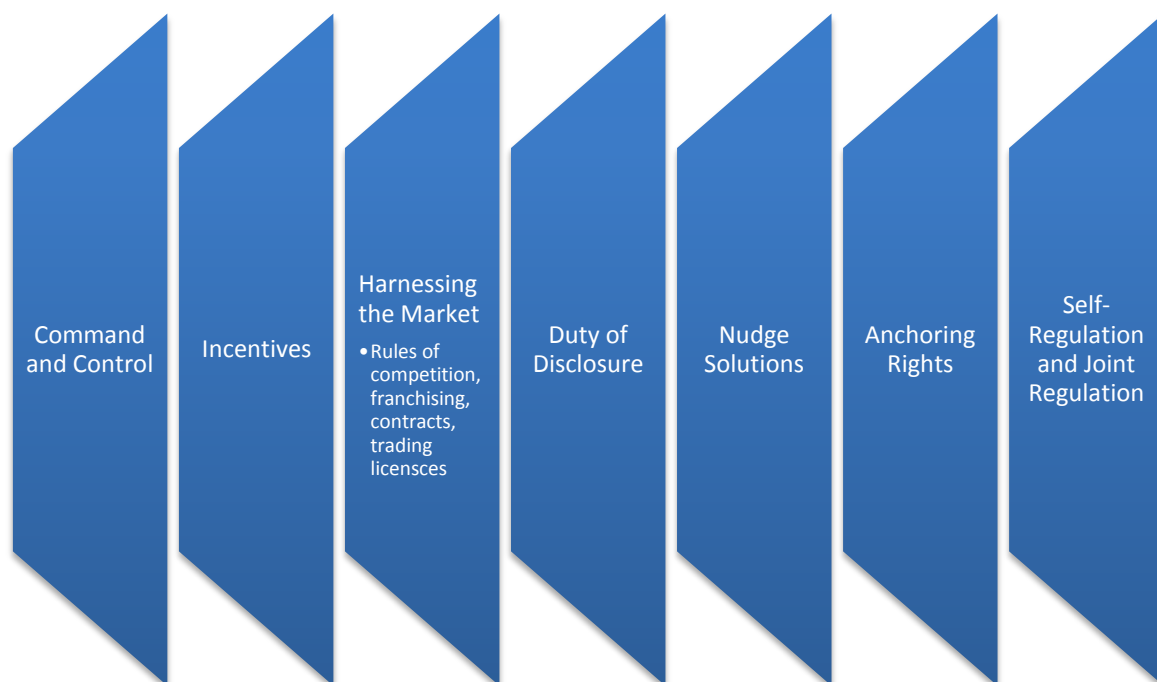 Command
and Control
Incentives
Harnessing
the Market
•Rules of
competition,
franchising,
contracts,
trading
licensces
Duty of
Disclosure
Nudge
Solutions
Anchoring
Rights
Self-
Regulation
and Joint
Regulation